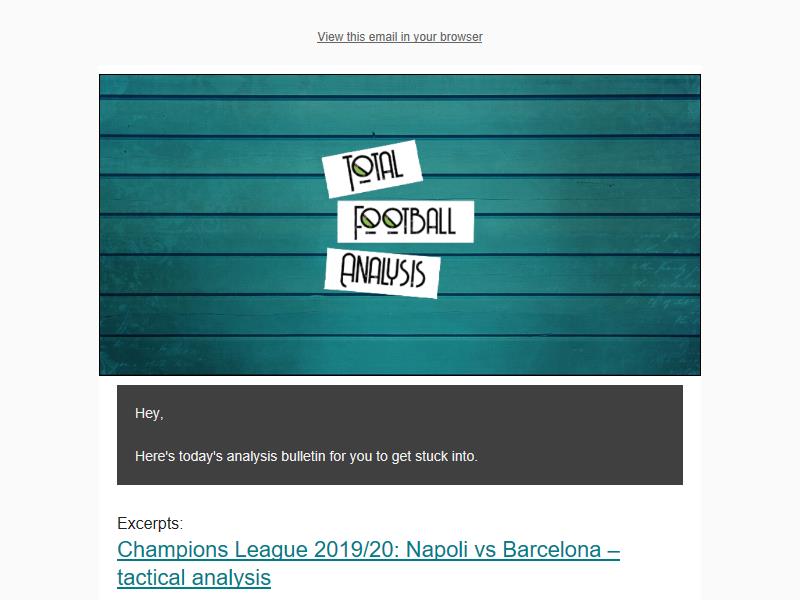 View this email in your browser
TOTAL
FOOTBALL
ANALYSIS
Hey,
Here's today's analysis bulletin for you to get stuck into.
Excerpts:
Champions League 2019/20: Napoli vs Barcelona –
tactical analysis